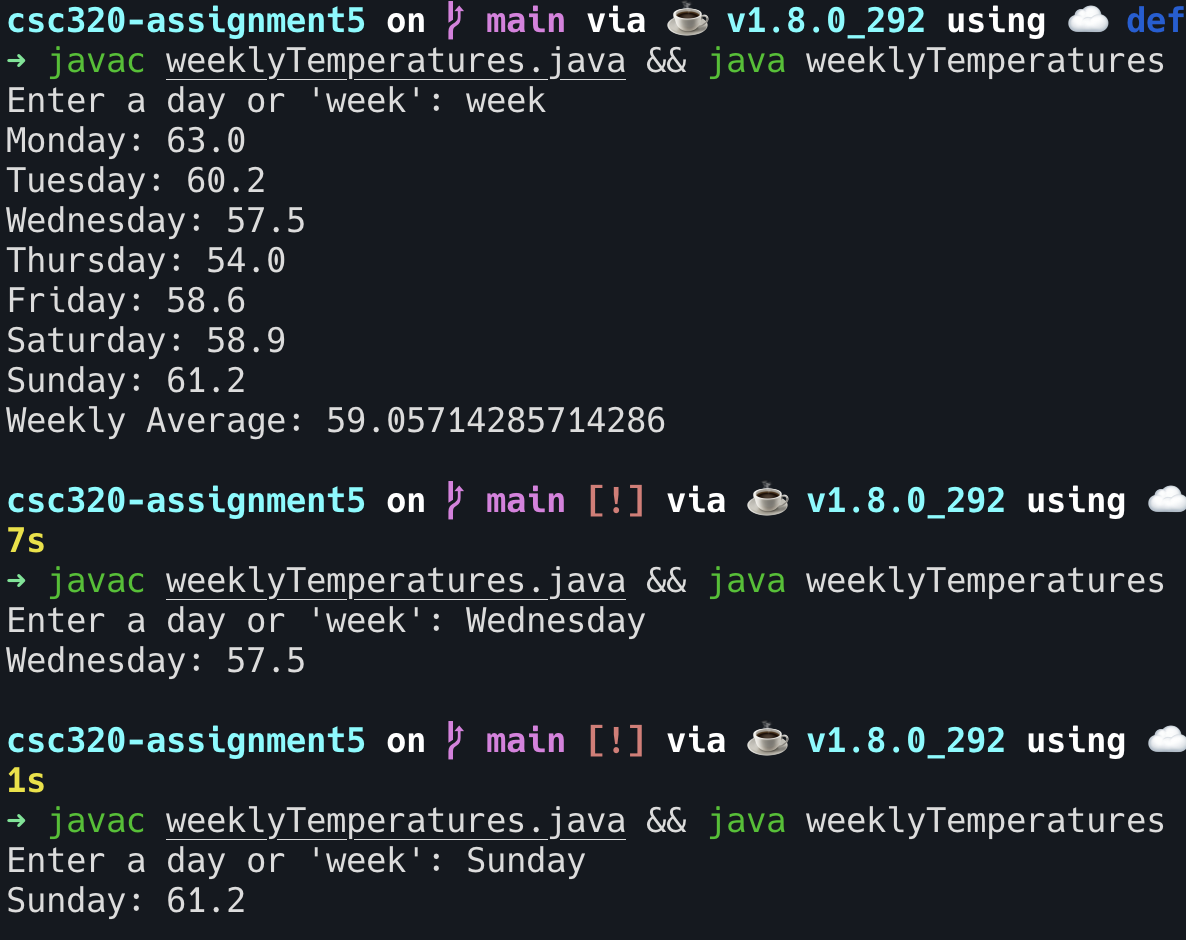 csc320-assignment5 on main via ☕ v1.8.0_292 using ☁️ def
➜ javac weeklyTemperatures.java && java weeklyTemperatures
Enter a day or 'week': week
Monday: 63.0
Tuesday: 60.2
Wednesday: 57.5
Thursday: 54.0
Friday: 58.6
Saturday: 58.9
Sunday: 61.2
Weekly Average: 59.05714285714286
csc320-assignment5 on main [!] via ☕ v1.8.0_292 using ☁️
7s
➜ javac weeklyTemperatures.java && java weeklyTemperatures
Enter a day or 'week': Wednesday
Wednesday: 57.5
csc320-assignment5 on main [!] via ☕ v1.8.0_292 using ☁️
1s
➜ javac weeklyTemperatures.java && java weeklyTemperatures
Enter a day or 'week': Sunday
Sunday: 61.2